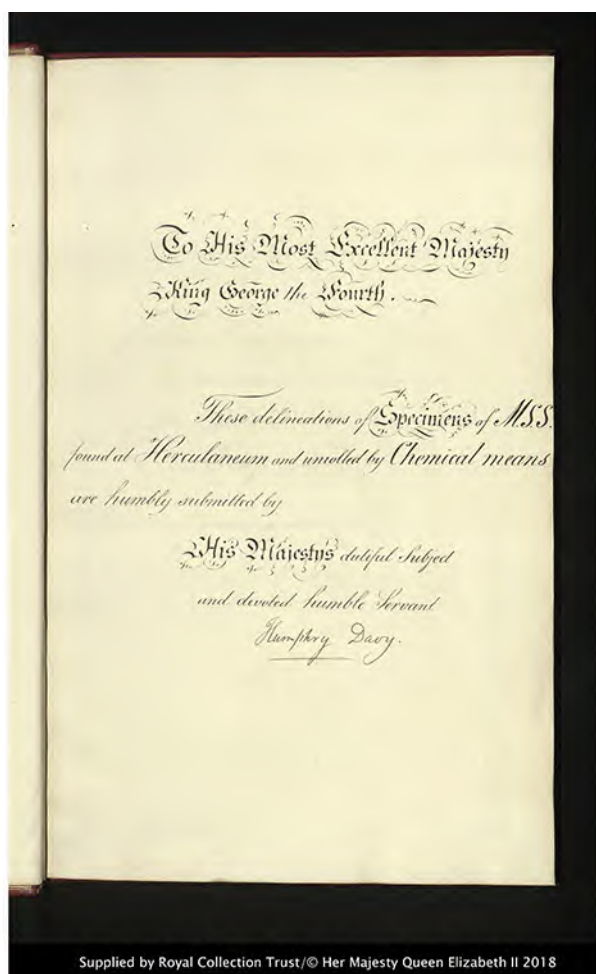 To His Most Excellent Majesty
King George the Fourth.
These delineations of Specimens of M.S.S.
found at Herculaneum and unrolled by Chemical means
are humbly submitted by
His Majesty's dutiful Subject
and devoted humble Servant
Humphry Davy.
Supplied by Royal Collection Trust/© Her Majesty Queen Elizabeth II 2018